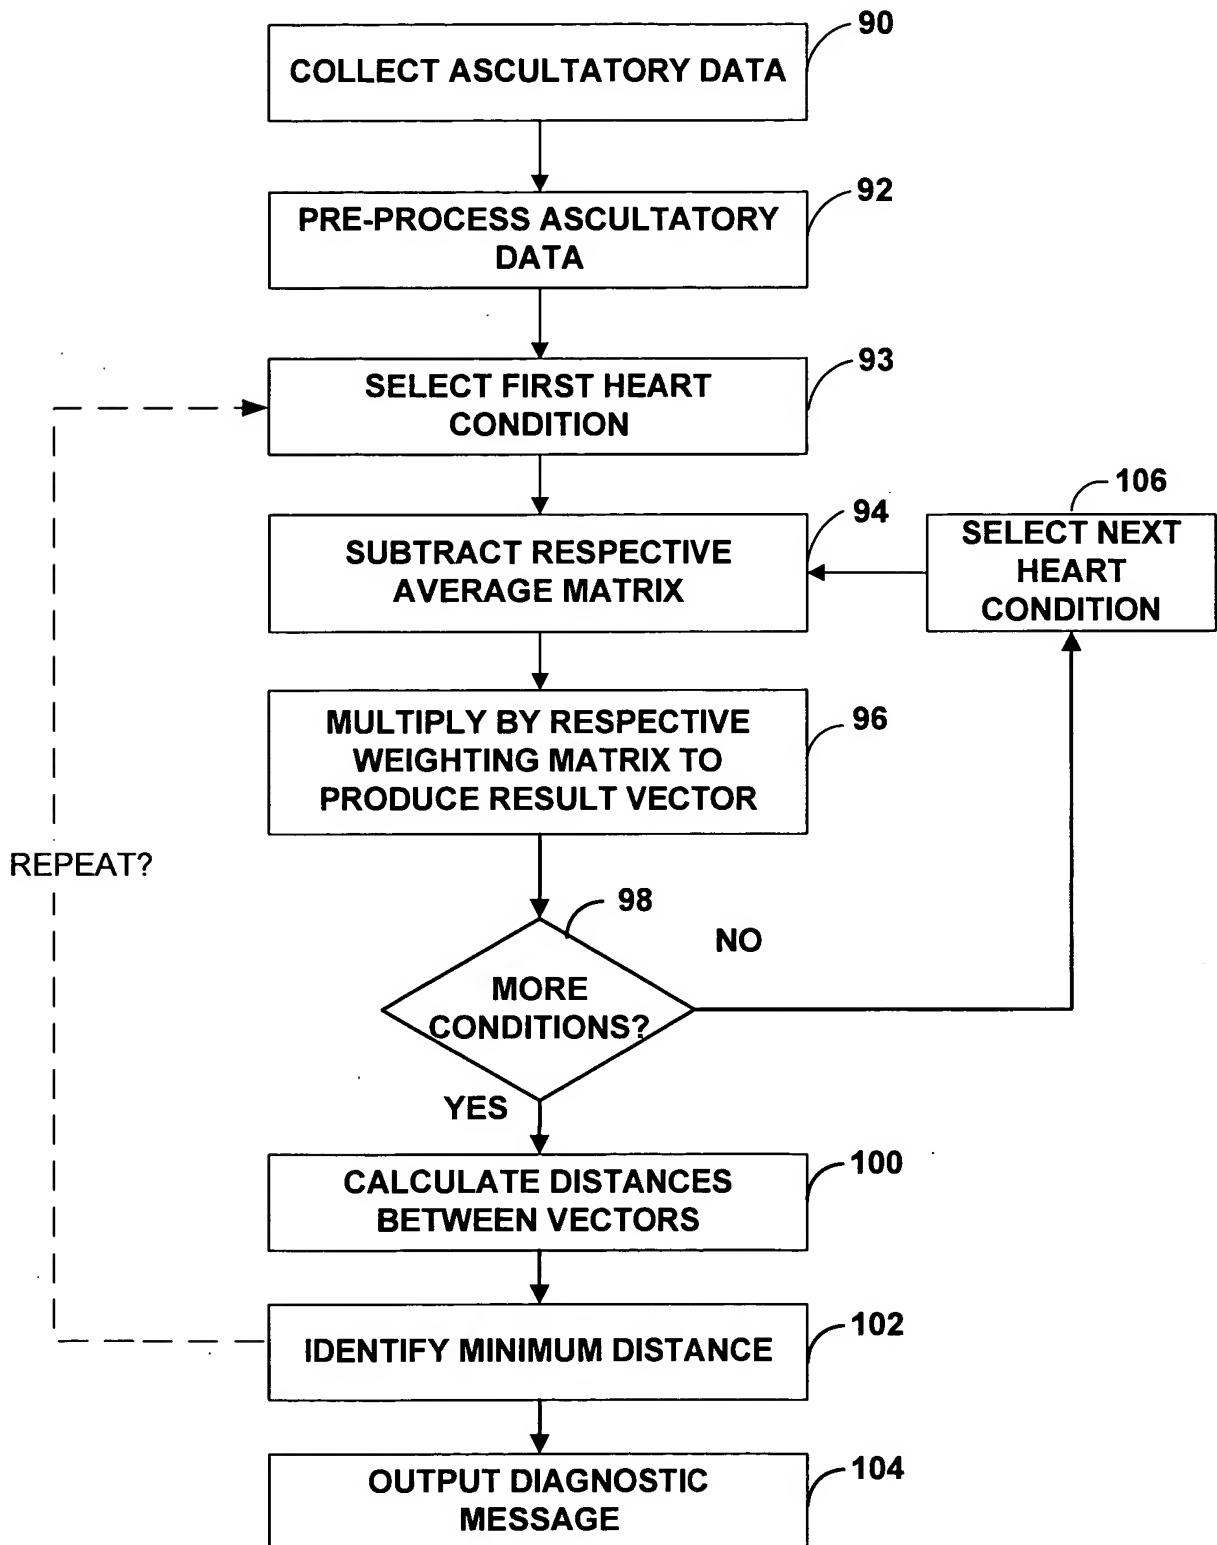 90
COLLECT ASCULTATORY DATA
92
PRE-PROCESS ASCULTATORY
DATA
93
SELECT FIRST HEART
CONDITION
94
SUBTRACT RESPECTIVE
AVERAGE MATRIX
106
SELECT NEXT
HEART
CONDITION
96
MULTIPLY BY RESPECTIVE
WEIGHTING MATRIX TO
PRODUCE RESULT VECTOR
REPEAT?
98
NO
MORE
CONDITIONS?
YES
100
CALCULATE DISTANCES
BETWEEN VECTORS
102
IDENTIFY MINIMUM DISTANCE
104
OUTPUT DIAGNOSTIC
MESSAGE